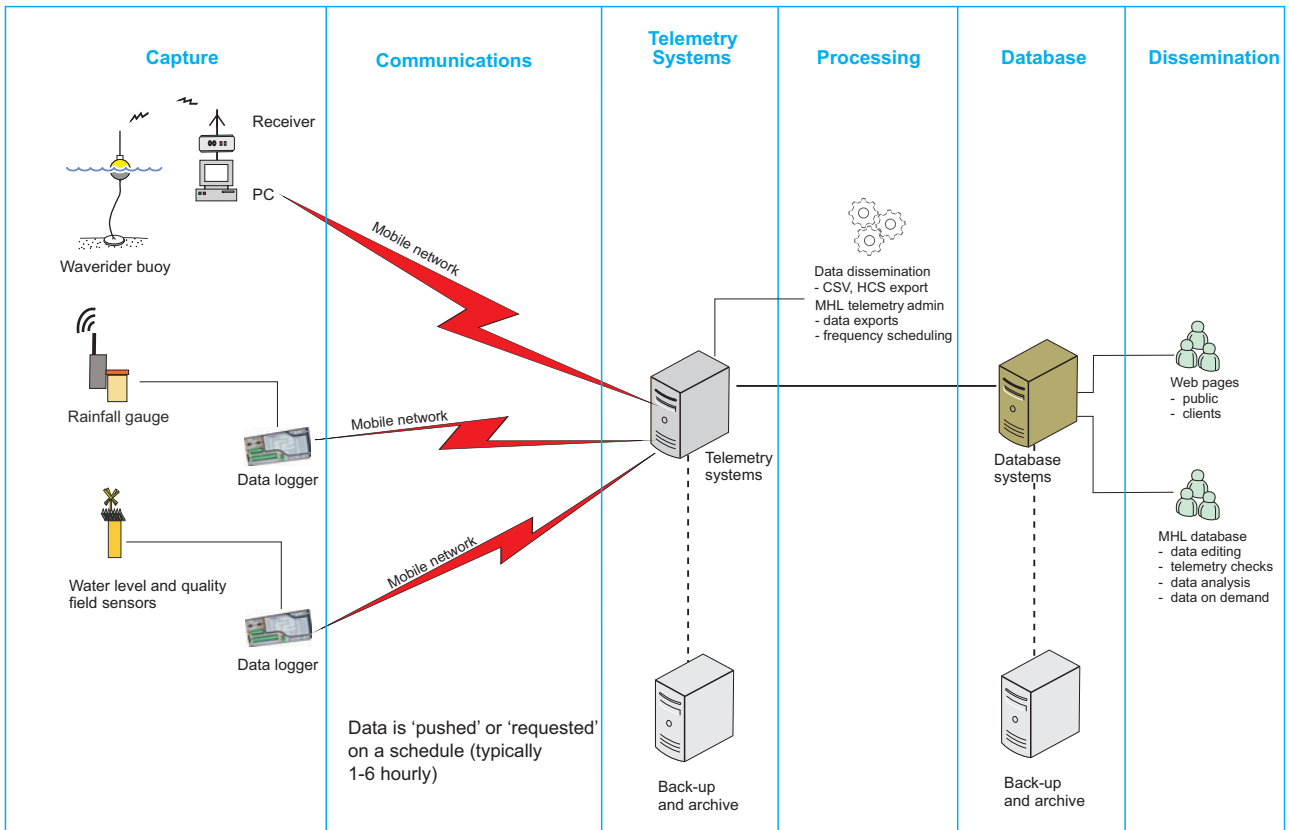 Capture
Communications
Telemetry
Systems
Processing
Database
Dissemination
Receiver
PC
Waverider buoy
Mobile network
Rainfall gauge
Data logger
Mobile network
Water level and quality
field sensors
Data logger
Mobile network
Data is ‘pushed’ or ‘requested’
on a schedule (typically
1-6 hourly)
Telemetry
systems
Back-up
and archive
Data dissemination
- CSV, HCS export
MHL telemetry admin
- data exports
- frequency scheduling
Database
systems
Back-up
and archive
Web pages
- public
- clients
MHL database
- data editing
- telemetry checks
- data analysis
- data on demand